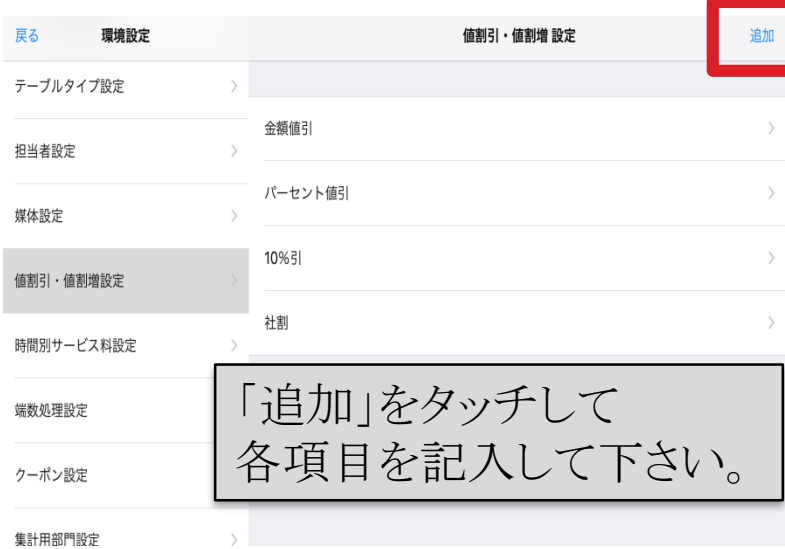 戻る
環境設定
値割引・値割増 設定
追加
テーブルタイプ設定
担当者設定
媒体設定
値割引・値割増設定
時間別サービス料設定
端数処理設定
クーポン設定
集計用部門設定
金額値引
パーセント値引
10%引
社割
「追加」をタッチして
各項目を記入して下さい。